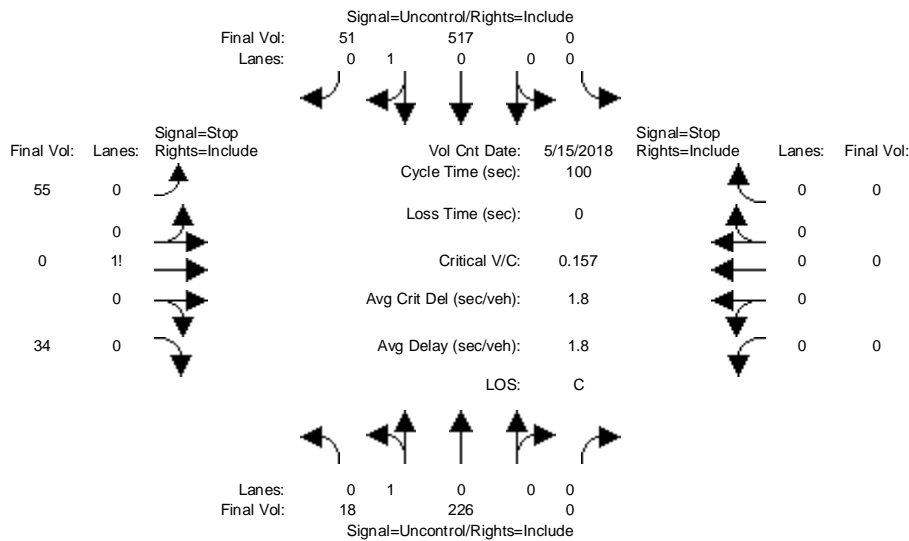 Signal=Uncontrol/Rights=Include
Final Vol: 51 517 0
Lanes: 0 1 0 0 0
Signal=Stop Signal=Stop
Final Vol: Lanes: Rights=Include Vol Cnt Date: 5/15/2018 Rights=Include Lanes: Final Vol:
Cycle Time (sec): 100
55 0 0 0
Loss Time (sec): 0
0 0
0 1! Critical V/C: 0.157 0 0
0 Avg Crit Del (sec/veh): 1.8 0
34 0 Avg Delay (sec/veh): 1.8 0 0
LOS: C
Lanes: 0 1 0 0 0
Final Vol: 18 226 0
Signal=Uncontrol/Rights=Include